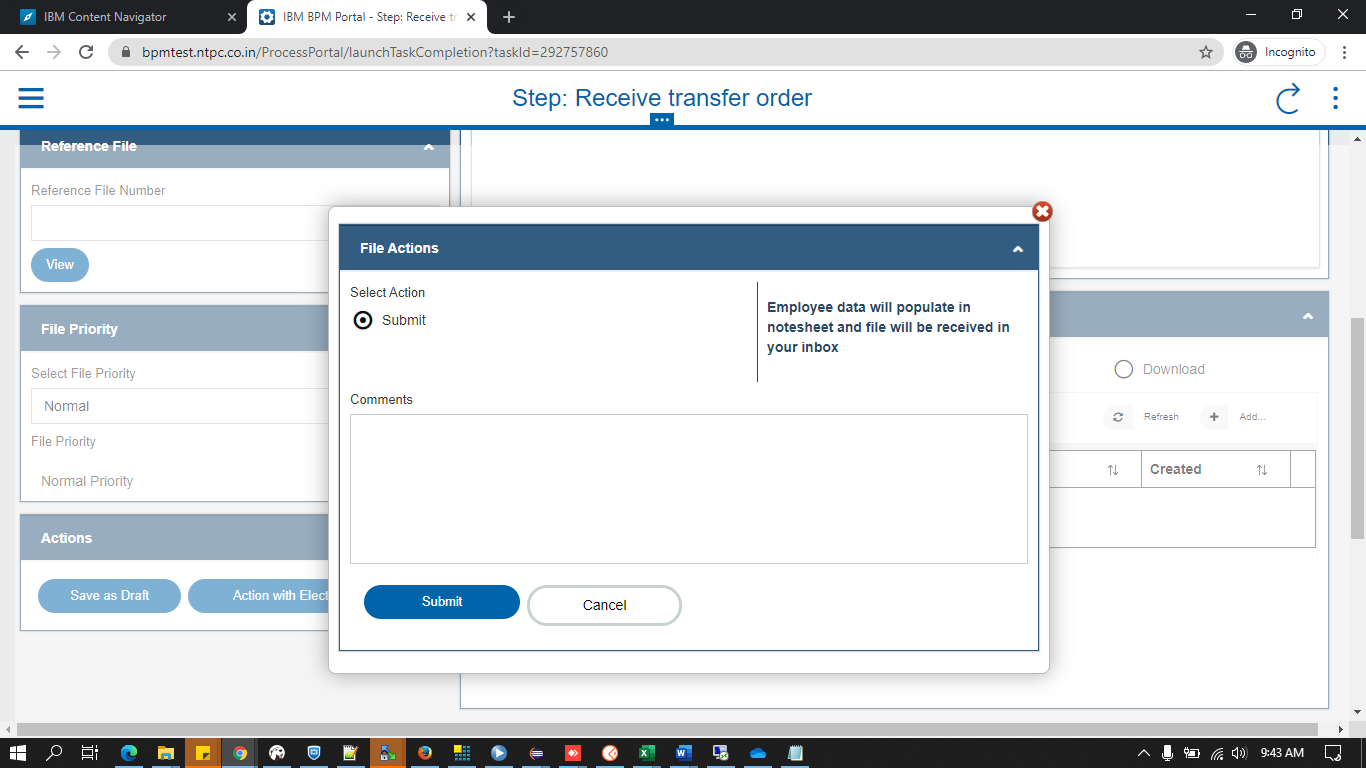 IBM Content Navigator
IBM BPM Portal - Step: Receive tr
bpmtest.ntpc.co.in/ProcessPortal/launchTaskCompletion?taskId=292757860
Incognito
Step: Receive transfer order
Reference File
Reference File Number
View
File Priority
Select File Priority
Normal
File Priority
Normal Priority
Actions
Save as Draft
Action with Elect
File Actions
Select Action
Submit
Employee data will populate in
notesheet and file will be received in
your inbox
Comments
Submit
Cancel
Download
Refresh
Add...
Created
9:43 AM